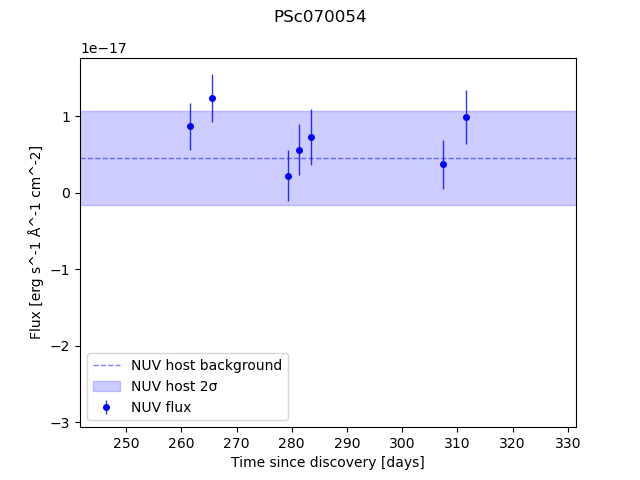 PSc070054
1e−17
1
0
−1
−2
−3
Flux [erg s^-1 Å^-1 cm^-2]
NUV host background
NUV host 2σ
NUV flux
250 260 270 280 290 300 310 320 330
Time since discovery [days]